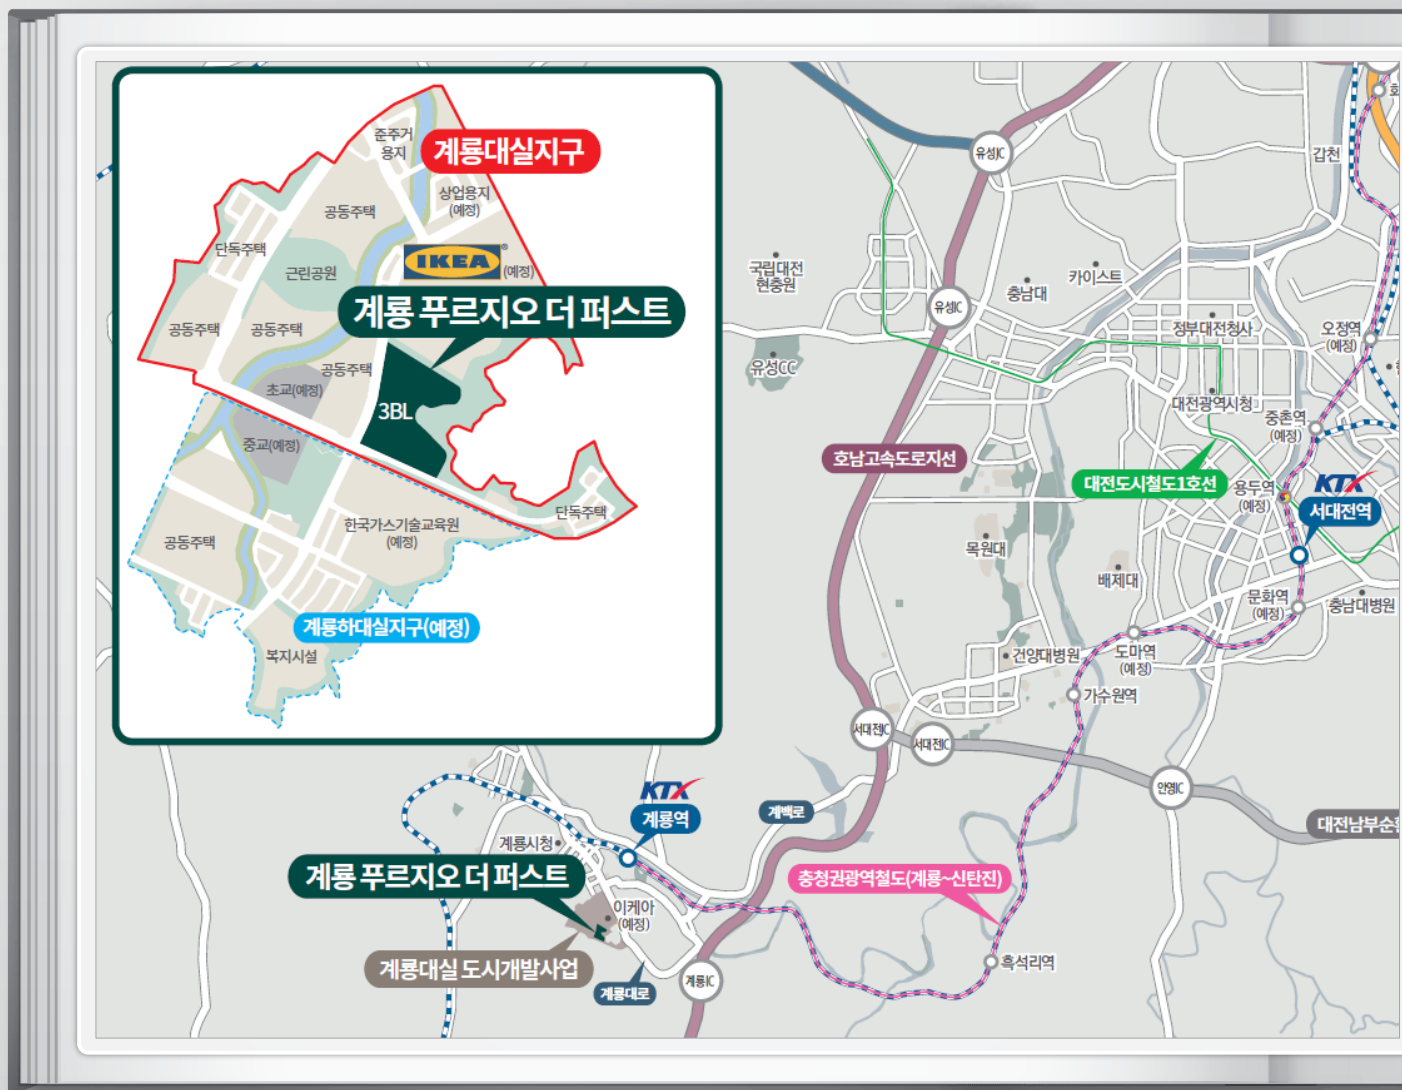 준주거
용지
계룡대실지구
상업용지
(예정)
공동주택
단독주택
근린공원
IKEA
®
(예정)
계룡 푸르지오 더 퍼스트
공동주택
공동주택
공동주택
초교(예정)
3BL
중교(예정)
한국가스기술교육원
(예정)
단독주택
공동주택
계룡하대실지구(예정)
복지시설
유성JC
갑천
국립대전
현충원
충남대
카이스트
유성IC
정부대전청사
오정역
(예정)
유성CC
대전광역시청
중촌역
(예정)
호남고속도로지선
대전도시철도1호선
용두역
(예정)
KTX
서대전역
목원대
배제대
문화역
(예정)
충남대병원
건양대병원
도마역
(예정)
가수원역
서대전JC
서대전IC
안영IC
대전남부순
KTX
계룡역
계백로
계룡시청
계룡 푸르지오 더 퍼스트
충청권광역철도(계룡~신탄진)
이케아
(예정)
계룡대실 도시개발사업
계룡대로
계룡IC
흑석리역